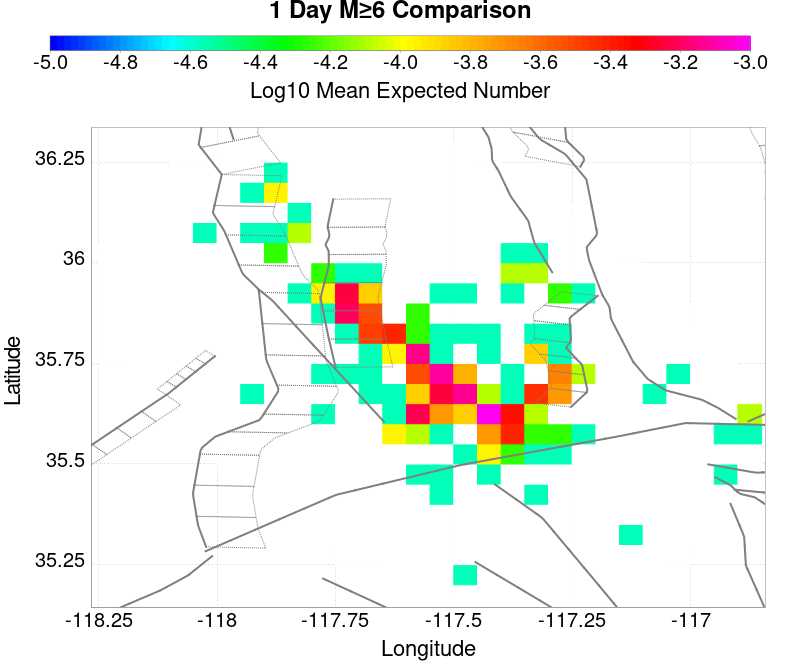 1 Day M≥6 Comparison
-5.0 -4.8 -4.6 -4.4 -4.2 -4.0 -3.8 -3.6 -3.4 -3.2 -3.0
Log10 Mean Expected Number
36.25
36
35.75
35.5
35.25
Latitude
-118.25 -118 -117.75 -117.5 -117.25 -117
Longitude